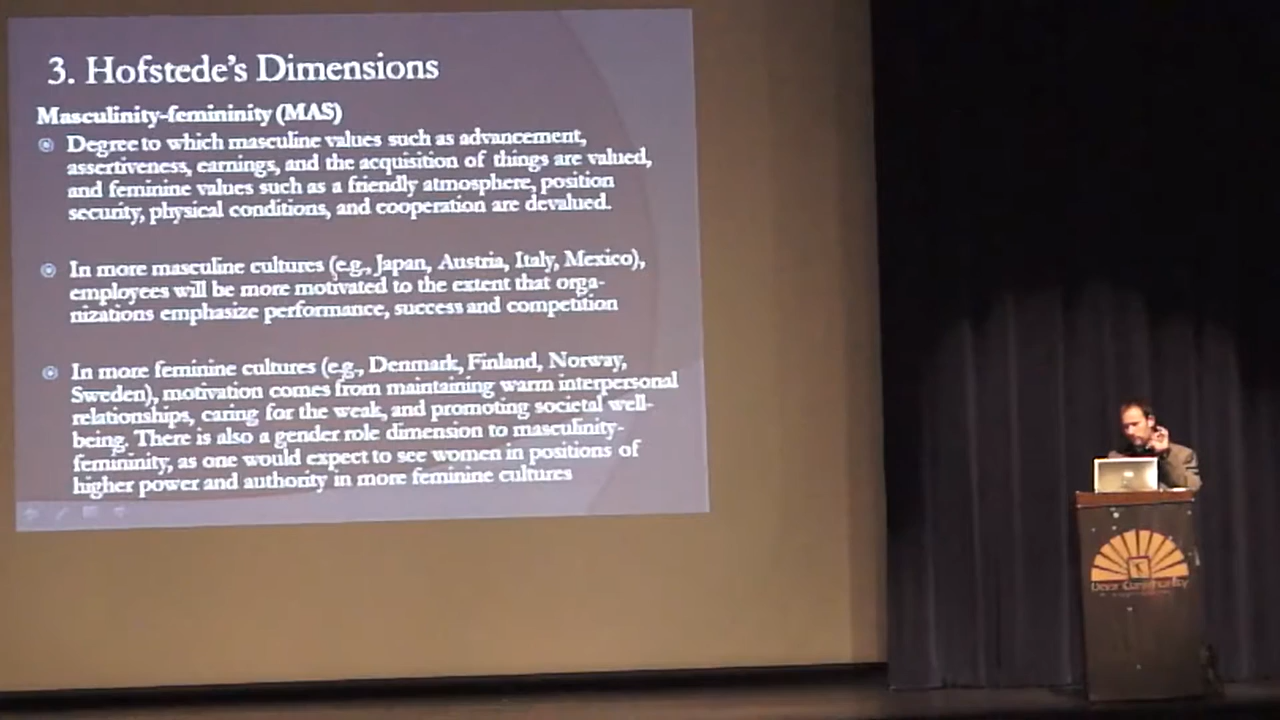 3. Hofstede's Dimensions
Masculinity-femininity (MAS)
Degree to which masculine values such as advancement,
assertiveness, earnings, and the acquisition of things are valued,
and feminine values such as a friendly atmosphere, position
security, physical conditions, and cooperation are devalued.
In more masculine cultures (e.g., Japan, Austria, Italy, Mexico),
employees will be more motivated to the extent that orga-
nizations emphasize performance, success and competition
In more feminine cultures (e.g., Denmark, Finland, Norway,
Sweden), motivation comes from maintaining warm interpersonal
relationships, caring for the weak, and promoting societal well-
being. There is also a gender role dimension to masculinity-
femininity, as one would expect to see women in positions of
higher power and authority in more feminine cultures